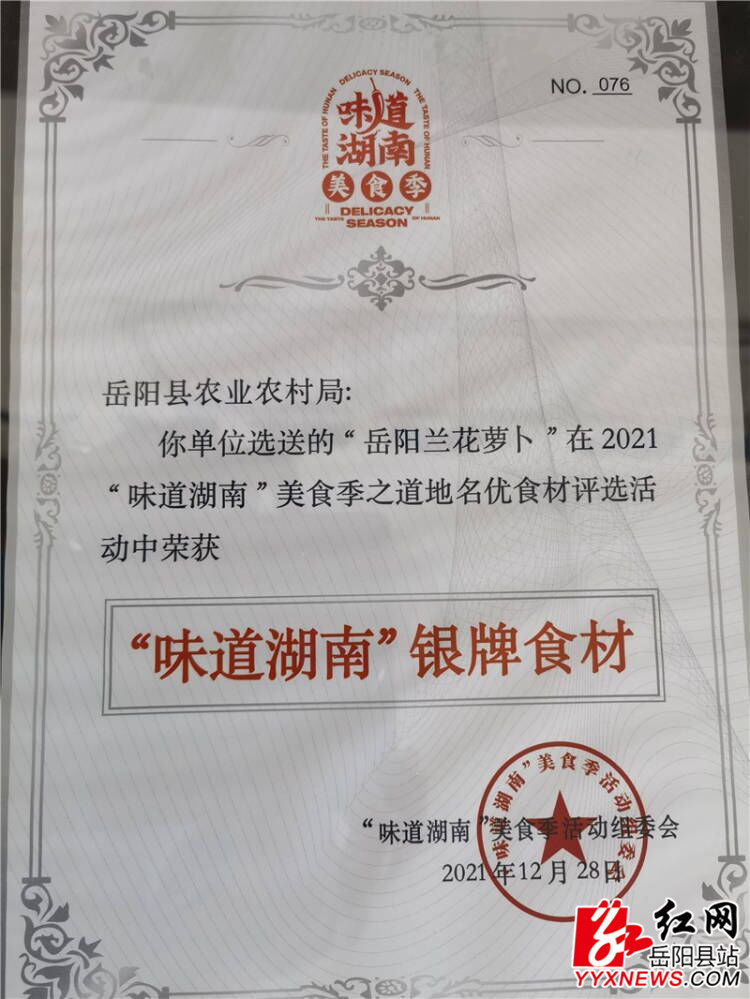 NO. 076
DELICACY SEASON
THE TASTE OF HUNAN
THE TASTE OF HUNAN
味道
湖南
美食季
DELICACY
THE TASTE SEASON OF HUNAN
岳阳县农业农村局:
你单位选送的“岳阳兰花萝卜”在2021
“味道湖南”美食季之道地名优食材评选活
动中荣获
“味道湖南”银牌食材
“味道湖南”美食季活动组委会
“味道湖南”美食季活动组委会
2021年12月28日
红网
岳阳县站
YYXNEWS.COM